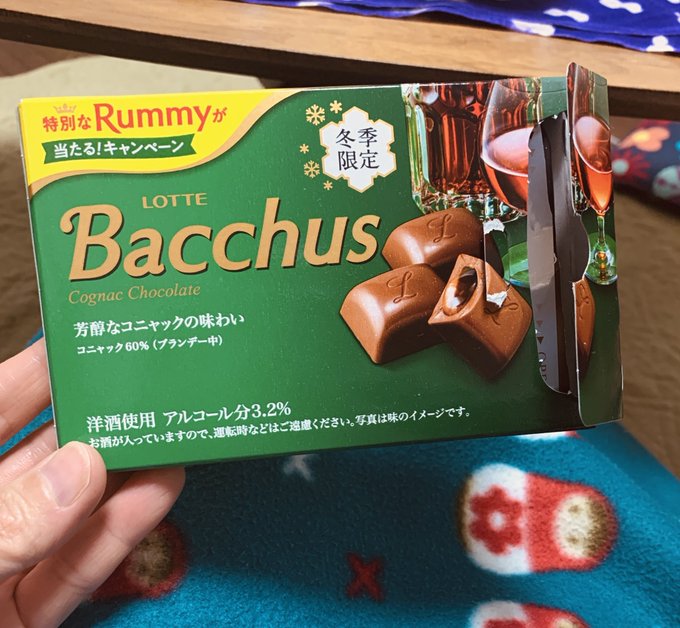 特別なRummyが
当たる!キャンペーン
冬季
限定
LOTTE
Bacchus
Cognac Chocolate
芳醇なコニャックの味わい
コニャック60%(ブランデー中)
洋酒使用 アルコール分3.2%
お酒が入っていますので、運転時などはご遠慮ください。写真は味のイメージです。
L
L
L